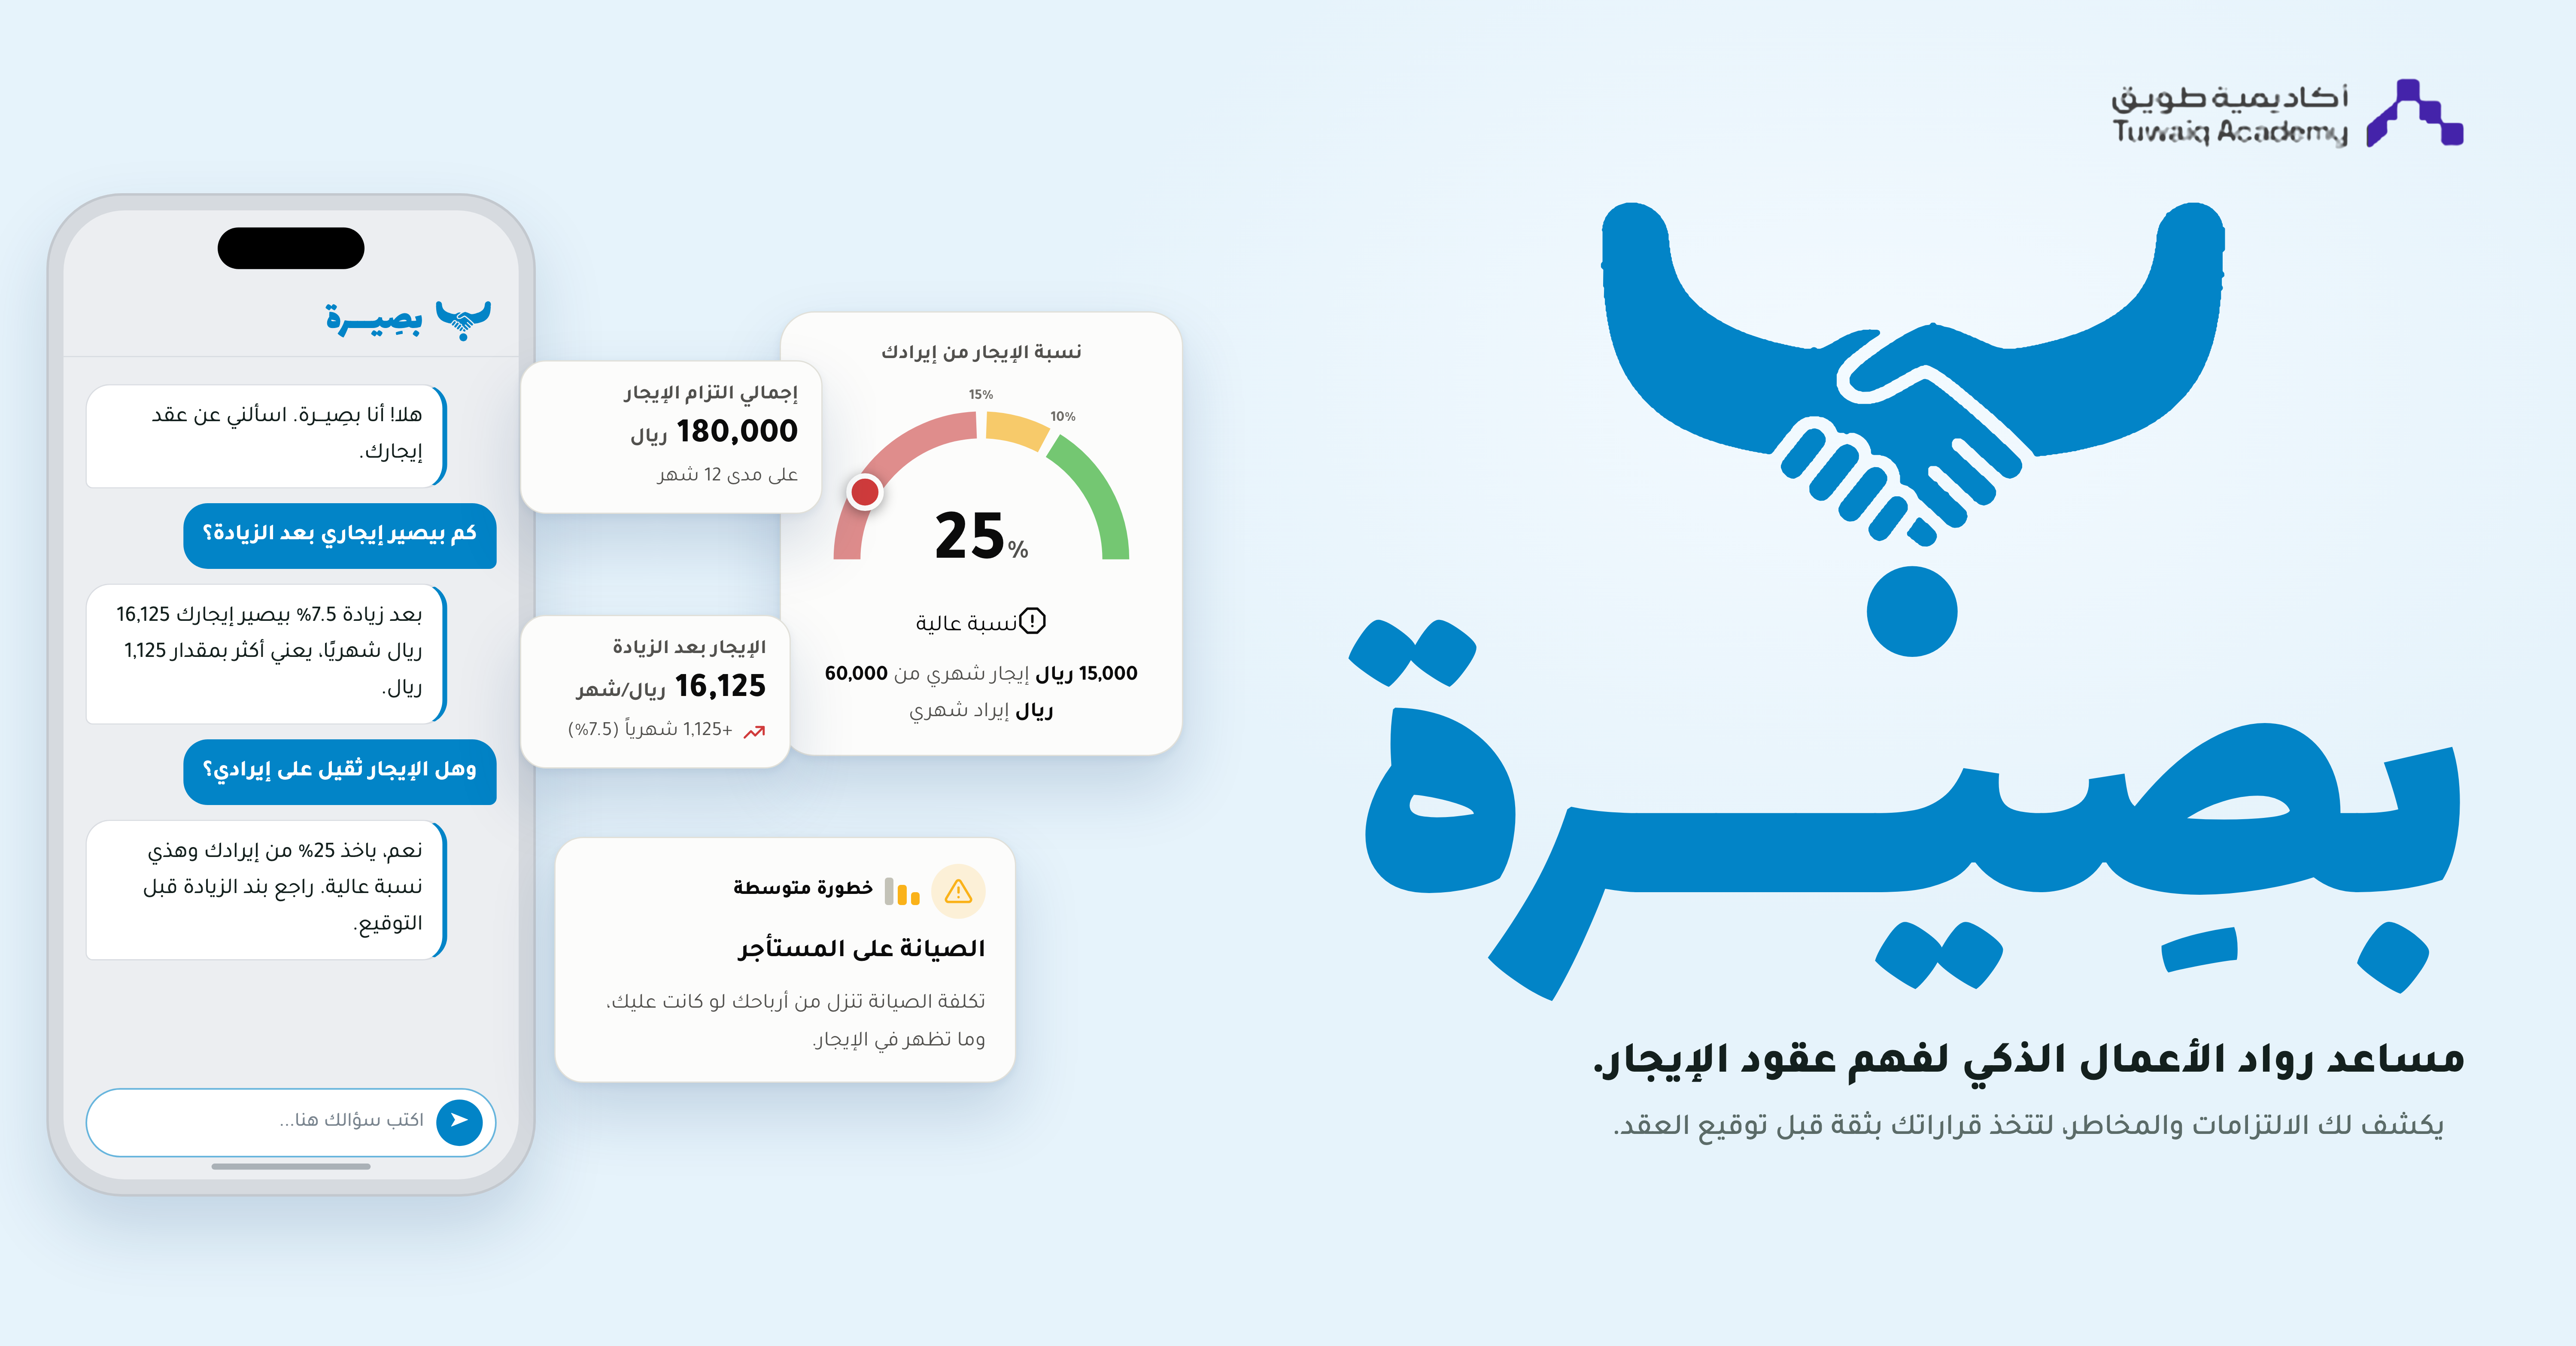 أكاديمية طويق
Tuwaiq Academy
بصِيـــرة
مساعد رواد الأعمال الذكي لفهم عقود الإيجار.
يكشف لك الالتزامات والمخاطر، لتتخذ قراراتك بثقة قبل توقيع العقد.
نسبة الإيجار من إيرادك
15%
10%
25%
نسبة عالية
15,000 ريال إيجار شهري من 60,000
ريال إيراد شهري
إجمالي التزام الإيجار
180,000 ريال
على مدى 12 شهر
الإيجار بعد الزيادة
16,125 ريال/شهر
+1,125 شهرياً (7.5%)
خطورة متوسطة
الصيانة على المستأجر
تكلفة الصيانة تنزل من أرباحك لو كانت عليك،
وما تظهر في الإيجار.
بصِيـــرة
هلا! أنا بصِيــرة. اسألني عن عقد
إيجارك.
كم بيصير إيجاري بعد الزيادة؟
بعد زيادة 7.5% بيصير إيجارك 16,125
ريال شهريًا، يعني أكثر بمقدار 1,125
ريال.
وهل الإيجار ثقيل على إيرادي؟
نعم، ياخذ 25% من إيرادك وهذي
نسبة عالية. راجع بند الزيادة قبل
التوقيع.
اكتب سؤالك هنا...